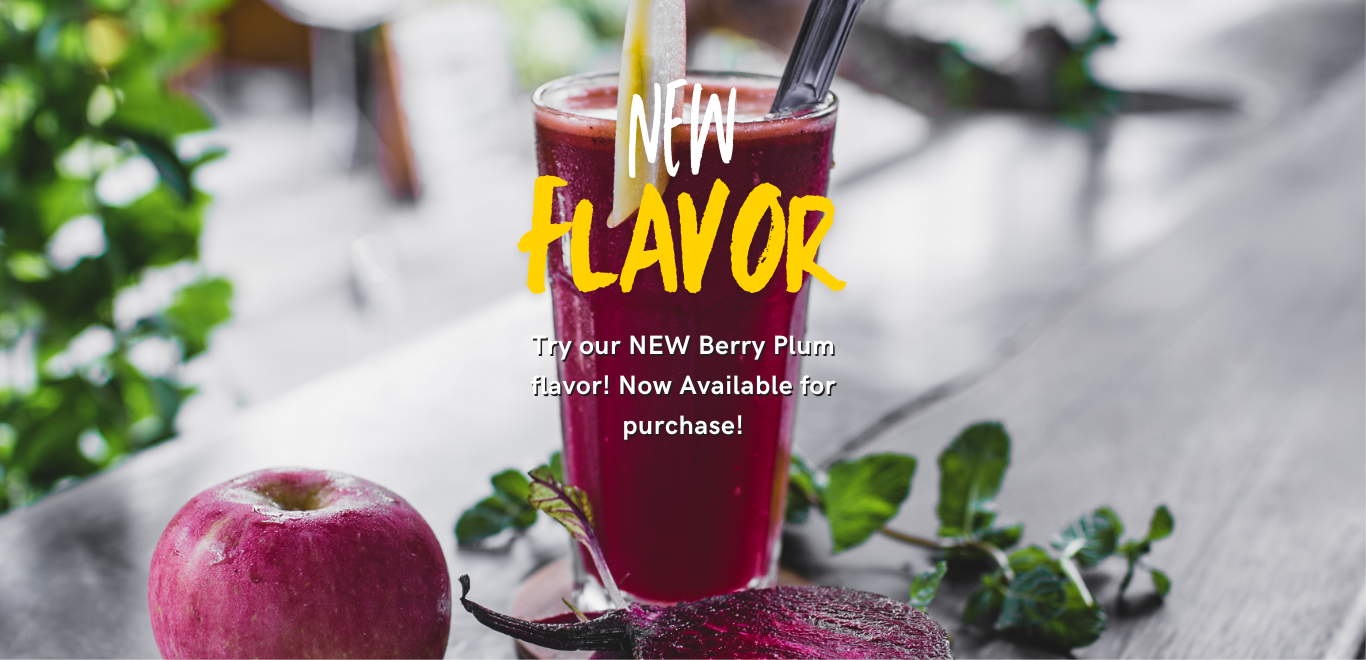 NEW
FLAVOR
Try our NEW Berry Plum
flavor! Now Available for
purchase!